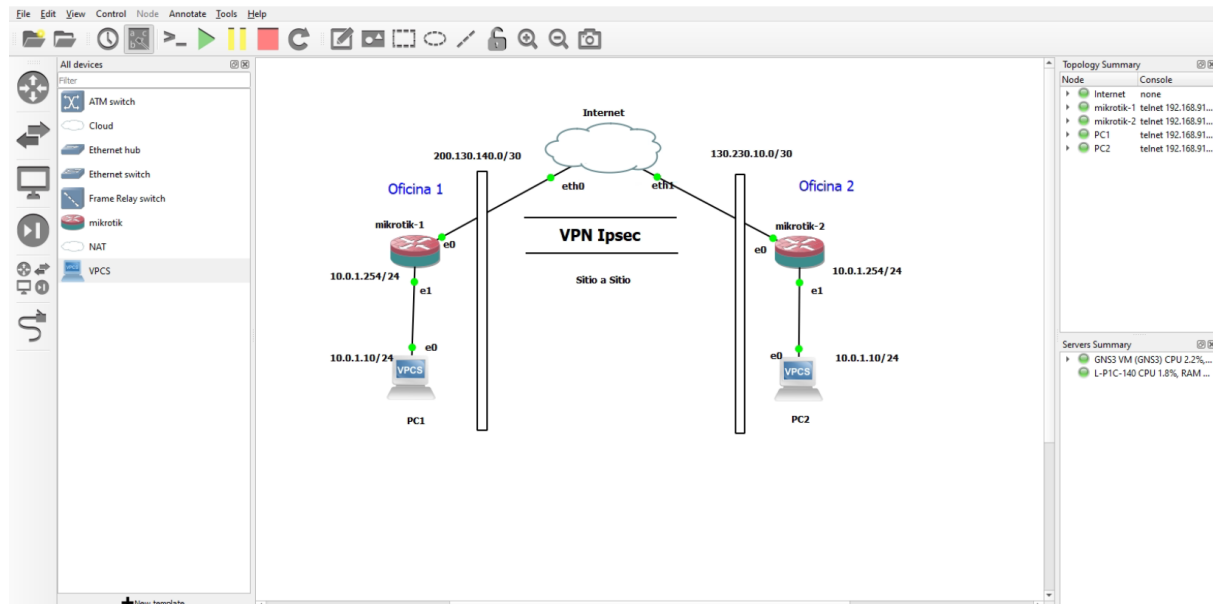 File Edit View Control Node Annotate Tools Help
All devices
Filter
ATM switch
Cloud
Ethernet hub
Ethernet switch
Frame Relay switch
mikrotik
NAT
VPCS
New template
Internet
200.130.140.0/30
130.230.10.0/30
Oficina 1
eth0
eth1
Oficina 2
mikrotik-1
e0
VPN Ipsec
mikrotik-2
e0
10.0.1.254/24
e1
Sitio a Sitio
10.0.1.254/24
e1
10.0.1.10/24
e0
VPCS
PC1
e0
10.0.1.10/24
VPCS
PC2
Topology Summary
Node Console
Internet none
mikrotik-1 telnet 192.168.91...
mikrotik-2 telnet 192.168.91...
PC1 telnet 192.168.91...
PC2 telnet 192.168.91...
Servers Summary
GNS3 VM (GNS3) CPU 2.2%,...
L-P1C-140 CPU 1.8%, RAM ...